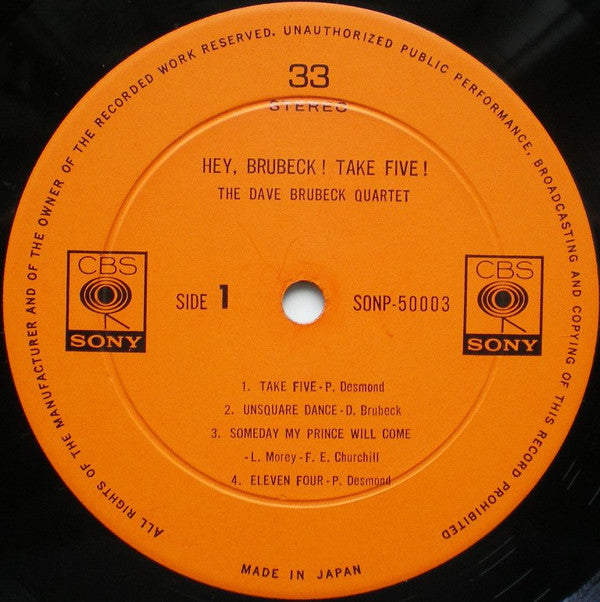 ALL RIGHTS OF THE MANUFACTURER AND OF THE OWNER OF THE RECORDED WORK RESERVED. UNAUTHORIZED PUBLIC PERFORMANCE, BROADCASTING AND COPYING OF THIS RECORD PROHIBITED
33
STEREO
HEY, BRUBECK! TAKE FIVE!
THE DAVE BRUBECK QUARTET
CBS
SONY
SIDE 1
SONP-50003
CBS
SONY
1. TAKE FIVE-P. Desmond
2. UNSQUARE DANCE-D. Brubeck
3. SOMEDAY MY PRINCE WILL COME
-L. Morey-F. E. Churchill
4. ELEVEN FOUR-P. Desmond
MADE IN JAPAN